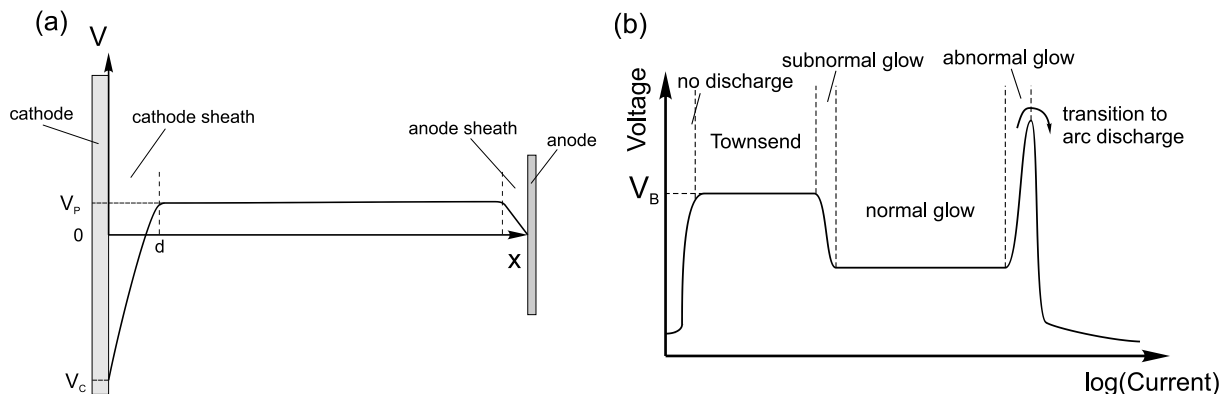 (a)
V
cathode
cathode sheath
anode sheath
anode
V_P
0
d
x
V_C
(b)
subnormal glow
abnormal glow
no discharge
transition to
arc discharge
Voltage
Townsend
V_B
normal glow
log(Current)